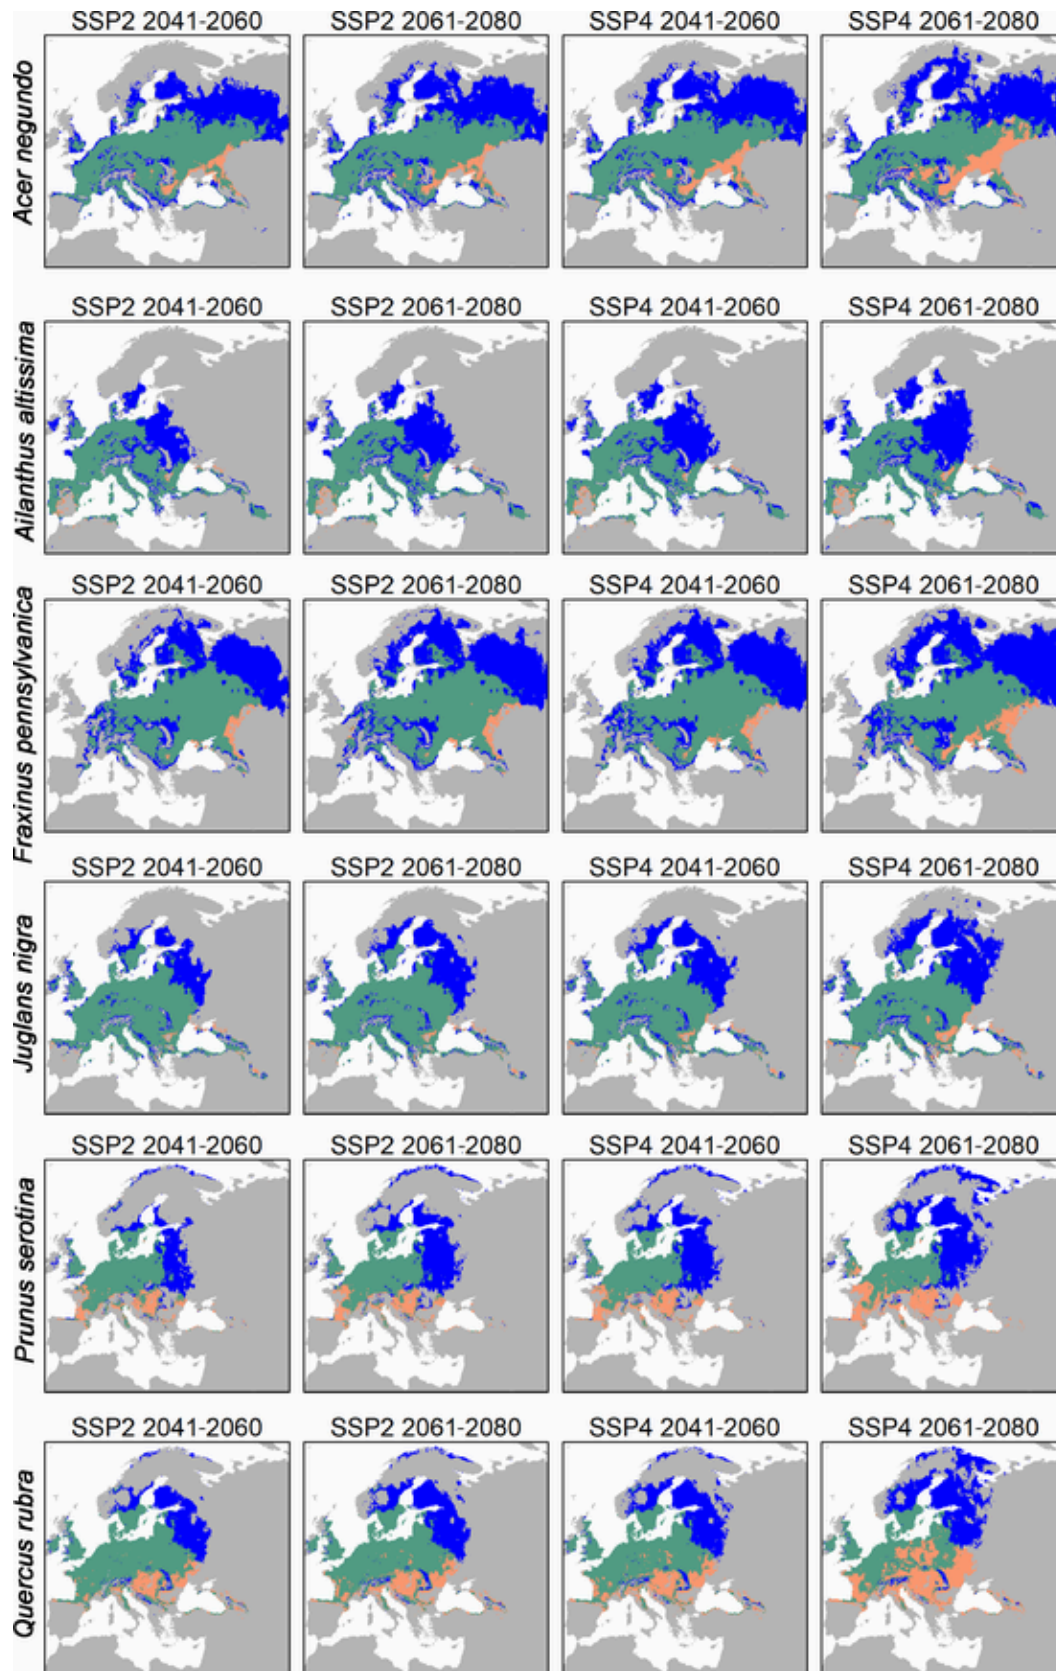 SSP2 2041-2060 SSP2 2061-2080 SSP4 2041-2060 SSP4 2061-2080
Acer negundo
SSP2 2041-2060 SSP2 2061-2080 SSP4 2041-2060 SSP4 2061-2080
Ailanthus altissima
SSP2 2041-2060 SSP2 2061-2080 SSP4 2041-2060 SSP4 2061-2080
Fraxinus pennsylvanica
SSP2 2041-2060 SSP2 2061-2080 SSP4 2041-2060 SSP4 2061-2080
Juglans nigra
SSP2 2041-2060 SSP2 2061-2080 SSP4 2041-2060 SSP4 2061-2080
Prunus serotina
SSP2 2041-2060 SSP2 2061-2080 SSP4 2041-2060 SSP4 2061-2080
Quercus rubra